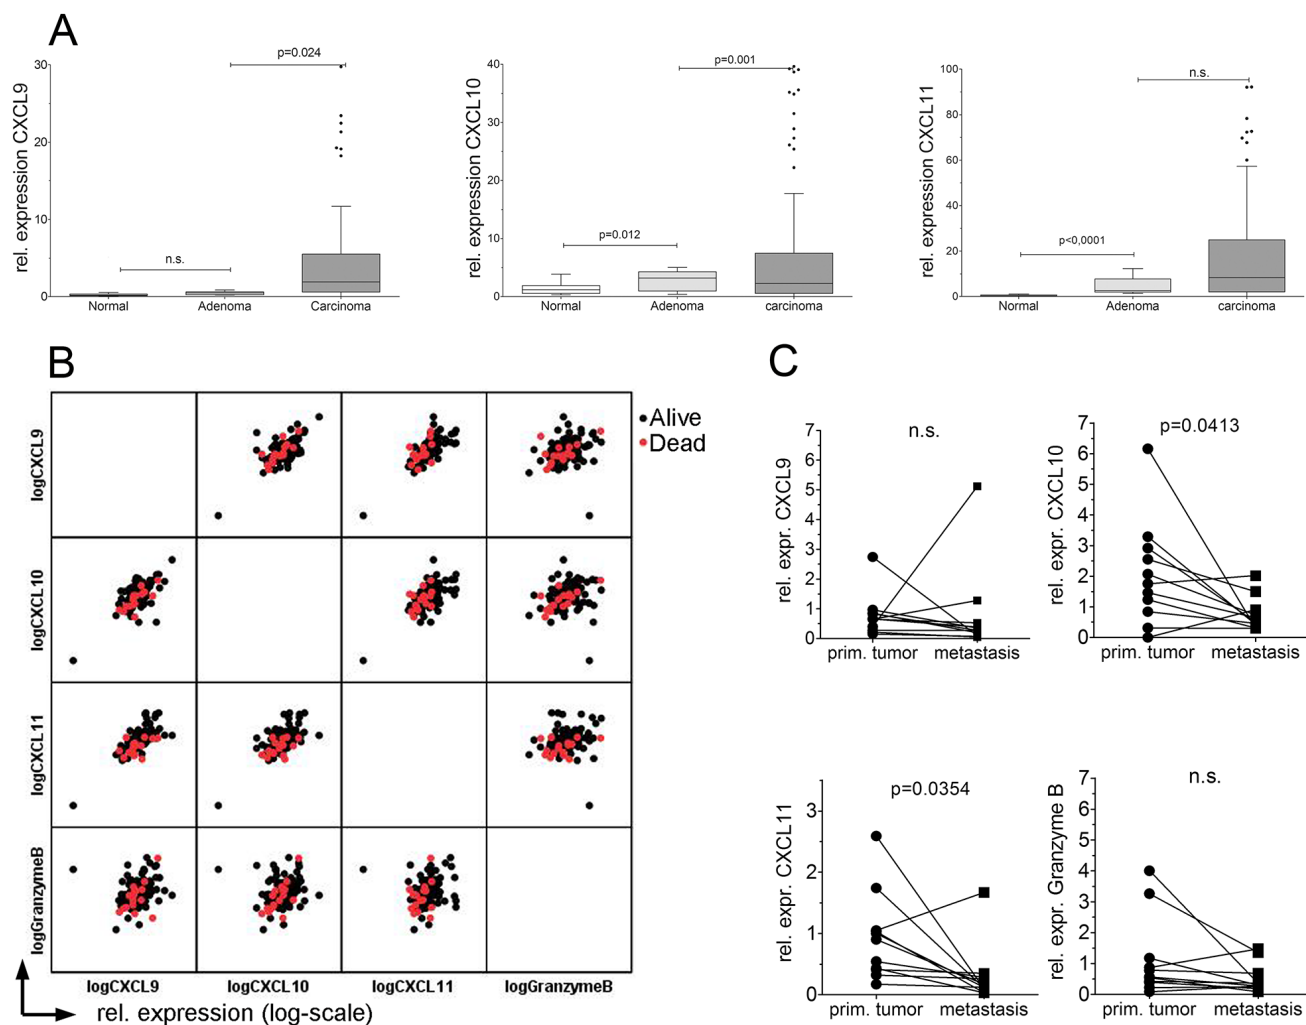 A
p=0.024
30
20
10
0
rel. expression CXCL9
n.s.
Normal
Adenoma
Carcinoma
p=0.001
40
30
20
10
0
rel. expression CXCL10
p=0.012
Normal
Adenoma
carcinoma
n.s.
100
80
60
40
20
0
rel. expression CXCL11
p<0,0001
Normal
Adenoma
carcinoma
B
Alive
Dead
logCXCL9
logCXCL10
logCXCL11
logGranzymeB
logCXCL9
logCXCL10
logCXCL11
logGranzymeB
rel. expression (log-scale)
C
n.s.
7
6
5
4
3
2
1
0
rel. expr. CXCL9
prim. tumor
metastasis
p=0.0413
7
6
5
4
3
2
1
0
rel. expr. CXCL10
prim. tumor
metastasis
p=0.0354
3
2
1
0
rel. expr. CXCL11
prim. tumor
metastasis
n.s.
7
6
5
4
3
2
1
0
rel. expr. Granzyme B
prim. tumor
metastasis